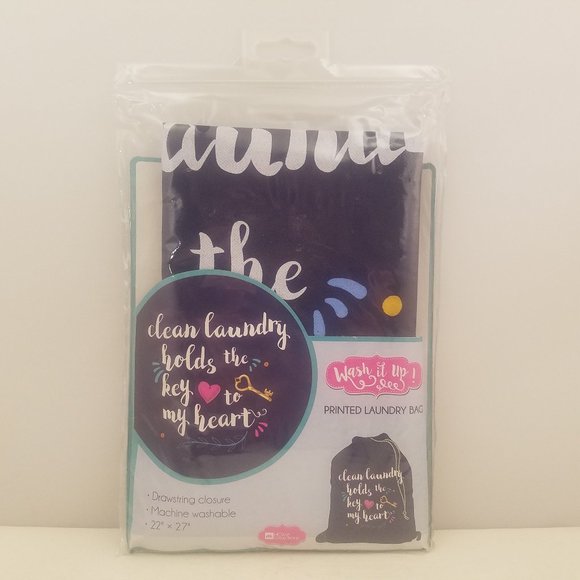 aundr
the
clean laundry
holds the
key to
my heart
Wash it Up!
PRINTED LAUNDRY BAG
clean laundry
holds the
key to
my heart
· Drawstring closure
· Machine washable
· 22" x 27"